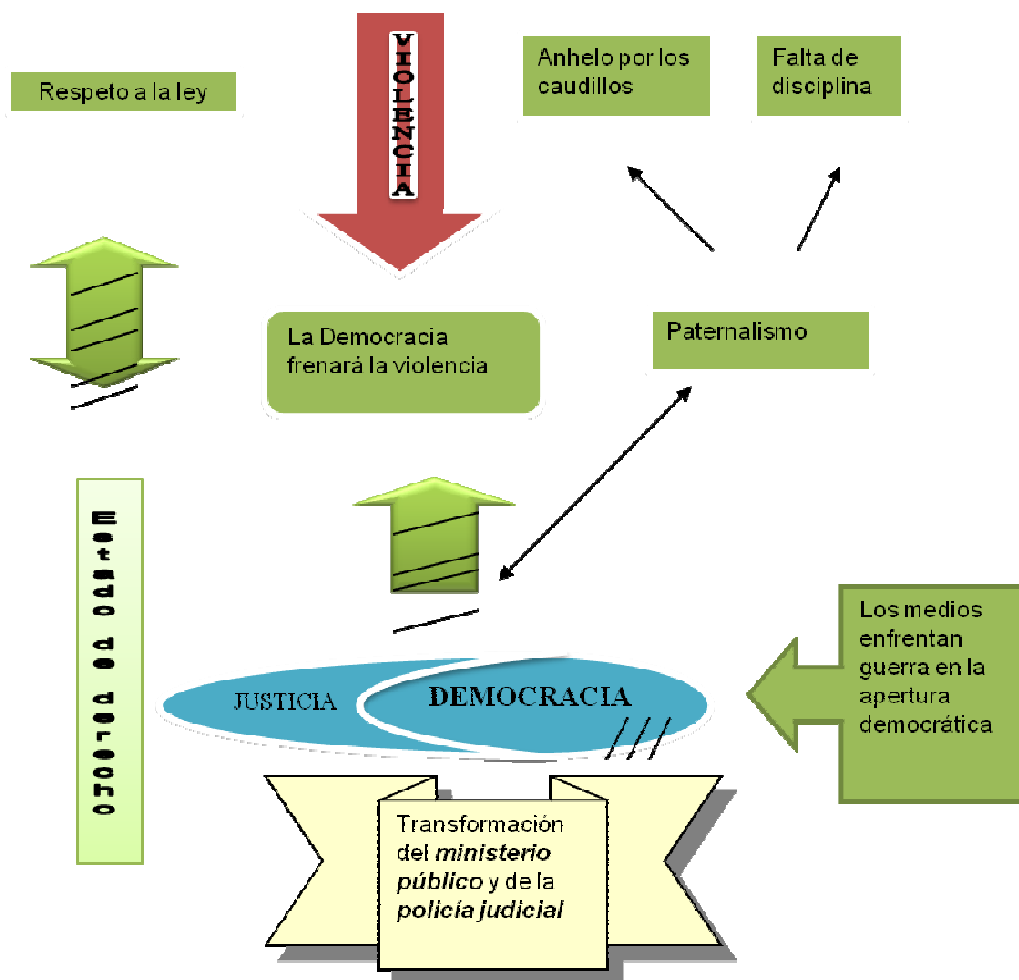 Respeto a la ley
VIOLENCIA
Anhelo por los
caudillos
Falta de
disciplina
La Democracia
frenará la violencia
Paternalismo
Estado de derecho
JUSTICIA
DEMOCRACIA
Los medios
enfrentan
guerra en la
apertura
democrática
Transformación
del ministerio
público y de la
policía judicial